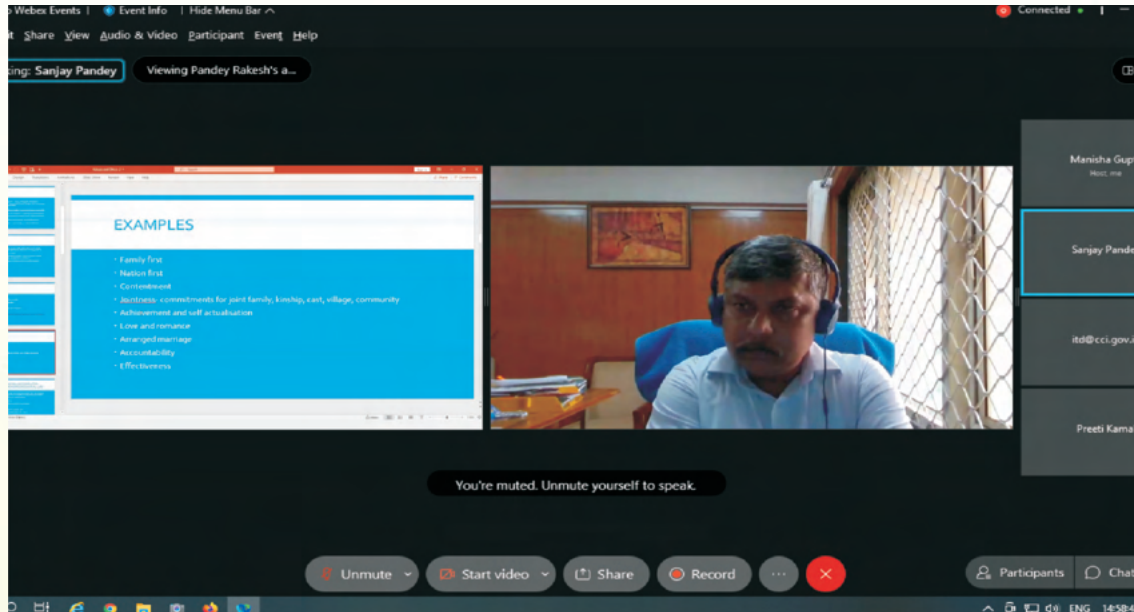 Webex Events | Event Info | Hide Menu Bar
Connected
Share View Audio & Video Participant Event Help
Sanjay Pandey
Viewing Pandey Rakesh's a...
EXAMPLES
Family first
Nation first
Contentment
Jointness- commitments for joint family, kinship, cast, village, community
Achievement and self actualisation
Love and romance
Arranged marriage
Accountability
Effectiveness
Manisha Gup
Host, me
Sanjay Pande
itd@cci.gov.i
Preeti Kama
You're muted. Unmute yourself to speak.
Unmute
Start video
Share
Record
Participants
Chat
ENG 14:58